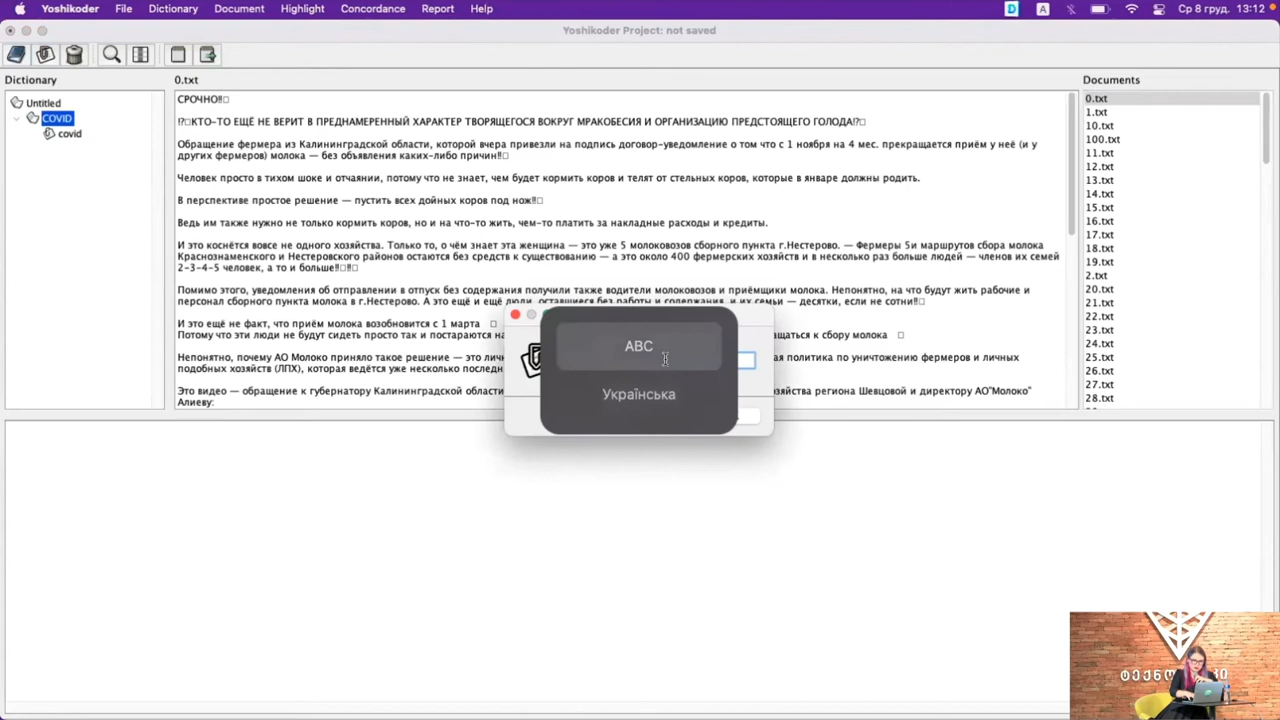 Yoshikoder File Edit Dictionary Document Highlight Concordance Report Help
D A Ср 8 груд. 13:12
Yoshikoder Project: not saved
Dictionary
Untitled
COVID
covid
0.txt
СРОЧНО‼
⁉КТО-ТО ЕЩЁ НЕ ВЕРИТ В ПРЕДНАМЕРЕННЫЙ ХАРАКТЕР ТВОРЯЩЕГОСЯ ВОКРУГ МРАКОБЕСИЯ И ОРГАНИЗАЦИЮ ПРЕДСТОЯЩЕГО ГОЛОДА⁉
Обращение фермера из Калининградской области, которой вчера привезли на подпись договор-уведомление о том что с 1 ноября на 4 мес. прекращается приём у неё (и у
других фермеров) молока — без объявления каких-либо причин‼
Человек просто в тихом шоке и отчаянии, потому что не знает, чем будет кормить коров и телят от стельных коров, которые в январе должны родить.
В перспективе простое решение — пустить всех дойных коров под нож‼
Ведь им также нужно не только кормить коров, но и на что-то жить, чем-то платить за накладные расходы и кредиты.
И это коснётся вовсе не одного хозяйства. Только то, о чём знает эта женщина — это уже 5 молоковозов сборного пункта г.Нестерово. — Фермеры 5и маршрутов сбора молока
Краснознаменского и Нестеровского районов остаются без средств к существованию — а это около 400 фермерских хозяйств и в несколько раз больше людей — членов их семей
2-3-4-5 человек, а то и больше‼‼
Помимо этого, уведомления об отправлении в отпуск без содержания получили также водители молоковозов и приёмщики молока. Непонятно, на что будут жить рабочие и
персонал сборного пункта молока в г.Нестерово. А это ещё и ещё люди, оставшиеся без работы и содержания, и их семьи — десятки, если не сотни‼
И это ещё не факт, что приём молока возобновится с 1 марта
Потому что эти люди не будут сидеть просто так и постараются на щаться к сбору молока
Непонятно, почему АО Молоко приняло такое решение — это личн ая политика по уничтожению фермеров и личных
подобных хозяйств (ЛПХ), которая ведётся уже несколько послед
Это видео — обращение к губернатору Калининградской области зяйства региона Шевцовой и директору АО"Молоко"
Алиеву:
ABC
Українська
Documents
0.txt
1.txt
10.txt
100.txt
11.txt
12.txt
13.txt
14.txt
15.txt
16.txt
17.txt
18.txt
19.txt
2.txt
20.txt
21.txt
22.txt
23.txt
24.txt
25.txt
26.txt
27.txt
28.txt